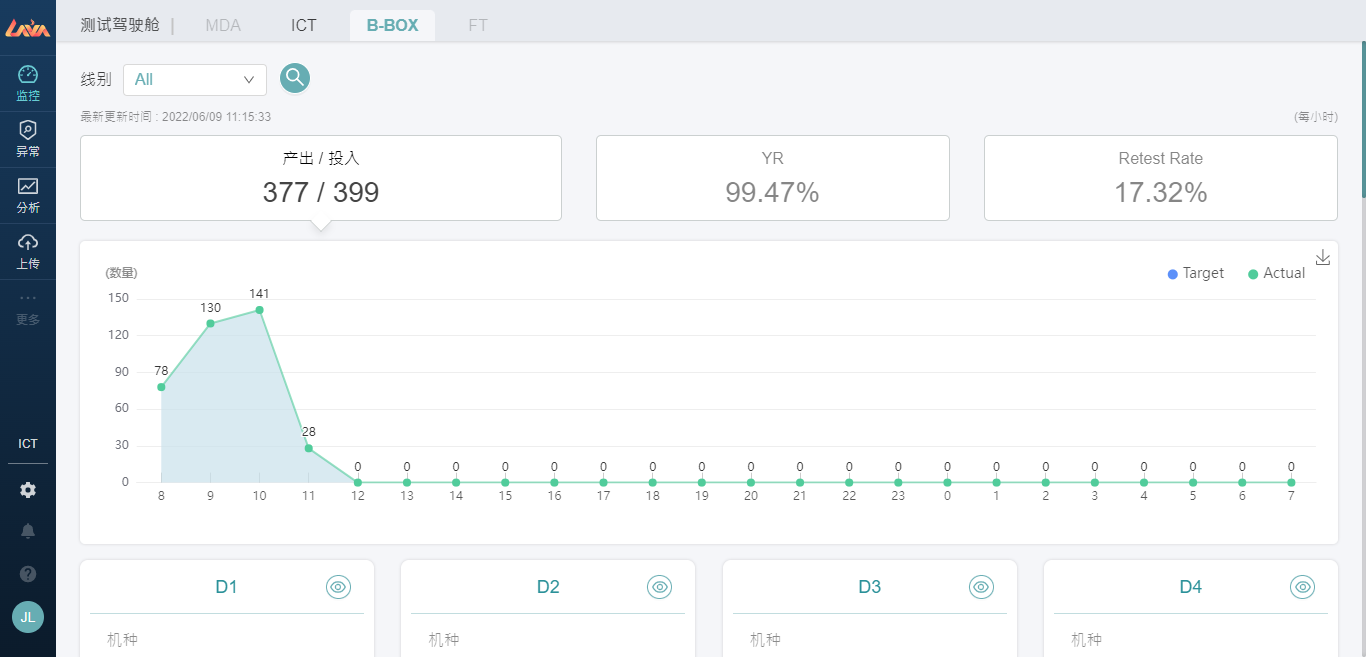 LAVA
测试驾驶舱 | MDA ICT B-BOX FT
监控
异常
分析
上传
更多
ICT
JL
线别 All
最新更新时间 : 2022/06/09 11:15:33
(每小时)
产出 / 投入
377 / 399
YR
99.47%
Retest Rate
17.32%
(数量)
Target Actual
150
120
90
60
30
0
78 130 141 28 0 0 0 0 0 0 0 0 0 0 0 0 0 0 0 0 0 0 0 0
8 9 10 11 12 13 14 15 16 17 18 19 20 21 22 23 0 1 2 3 4 5 6 7
D1 D2 D3 D4
机种 机种 机种 机种